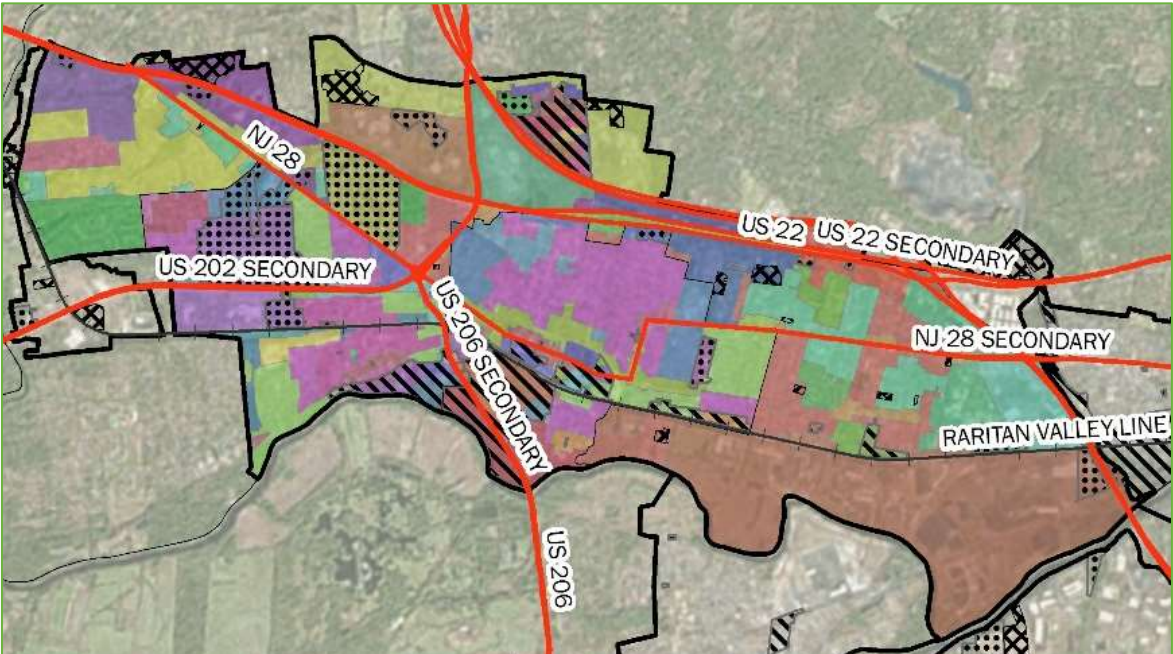 NJ 28
US 22
US 22 SECONDARY
US 202 SECONDARY
US 206 SECONDARY
NJ 28 SECONDARY
RARITAN VALLEY LINE
US 206